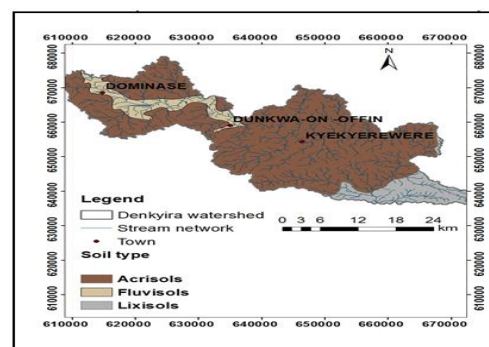 610000 620000 630000 640000 650000 660000 670000
680000 680000
670000 670000
660000 660000
650000 650000
640000 640000
630000 630000
620000 620000
610000 610000
N
DOMINASE
DUNKWA-ON -OFFIN
KYEKYEREWERE
Legend
Denkyira watershed
Stream network
Town
Soil type
Acrisols
Fluvisols
Lixisols
0 3 6 12 18 24
km
610000 620000 630000 640000 650000 660000 670000